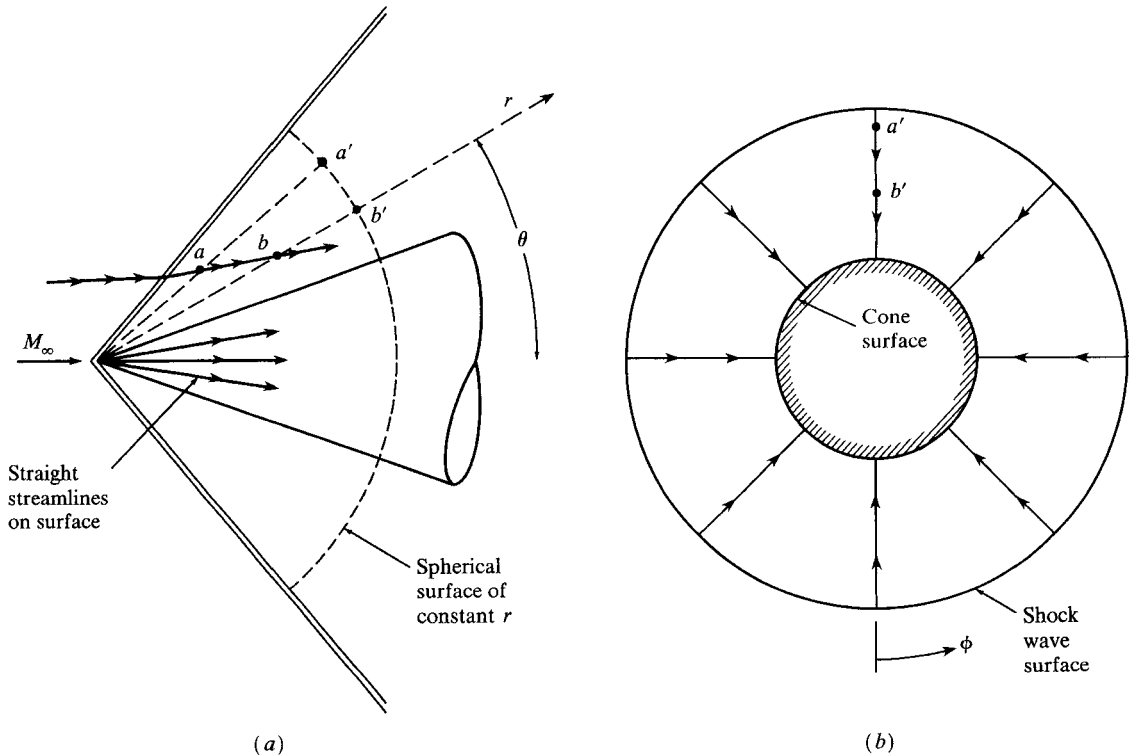 r
a′
b′
a
b
θ
M∞
Straight
streamlines
on surface
Spherical
surface of
constant r
(a)
a′
b′
Cone
surface
Shock
wave
surface
ϕ
(b)